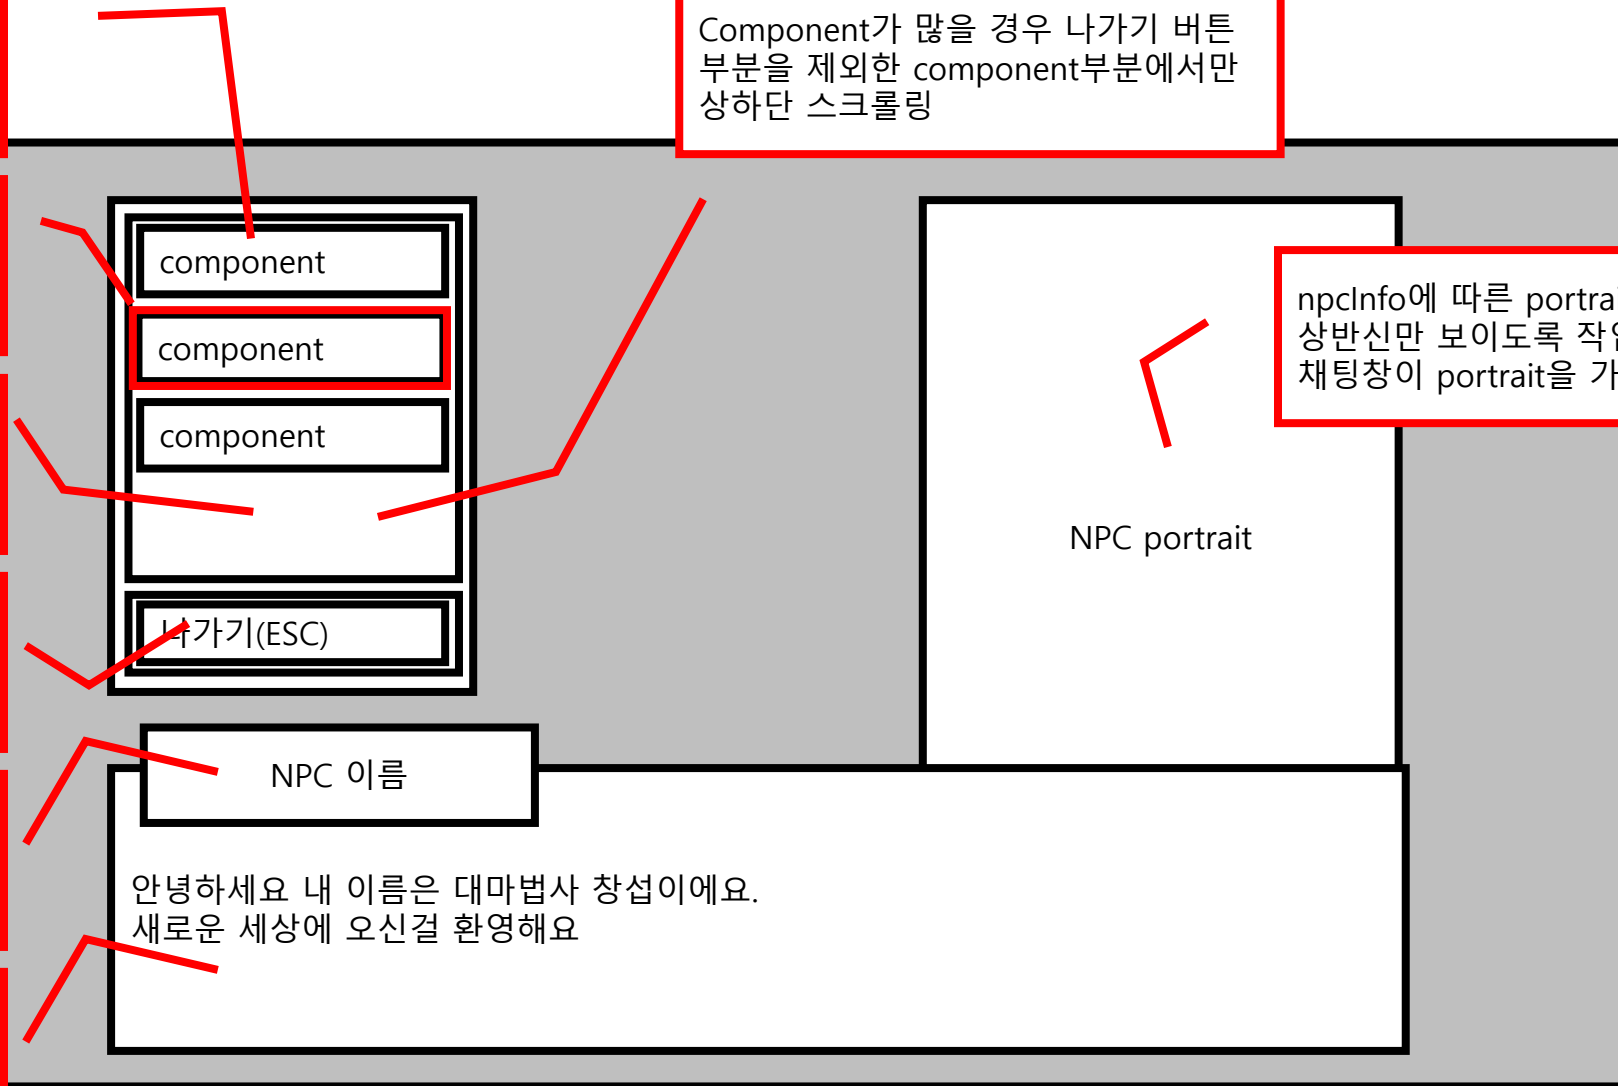 Component가 많을 경우 나가기 버튼
부분을 제외한 component부분에서만
상하단 스크롤링
component
component
component
나가기(ESC)
npcInfo에 따른
상반신만 보이도록
채팅창이 portrait을
NPC portrait
NPC 이름
안녕하세요 내 이름은 대마법사 창섭이에요.
새로운 세상에 오신걸 환영해요